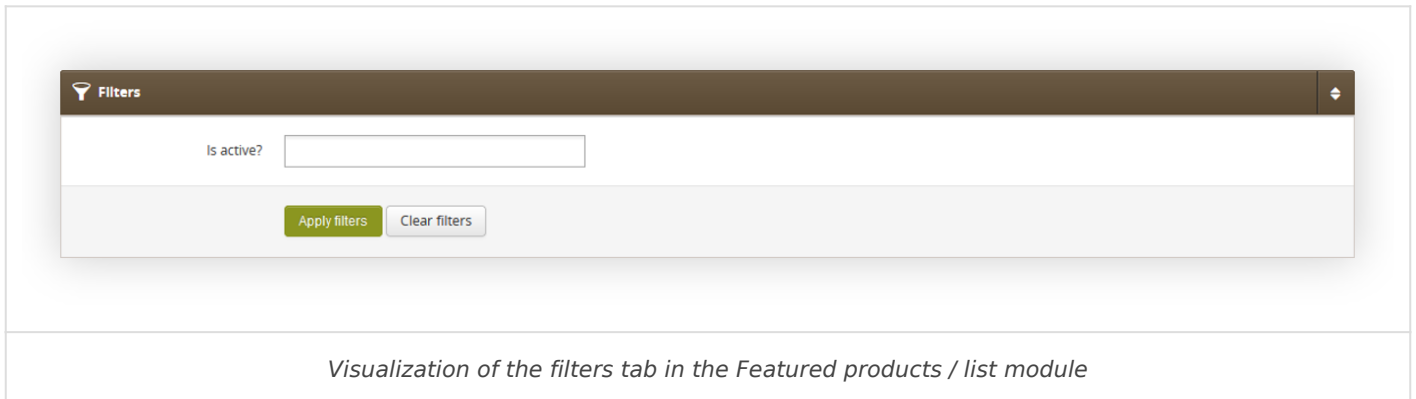 Filters
Is active?
Apply filters Clear filters
Visualization of the filters tab in the Featured products / list module